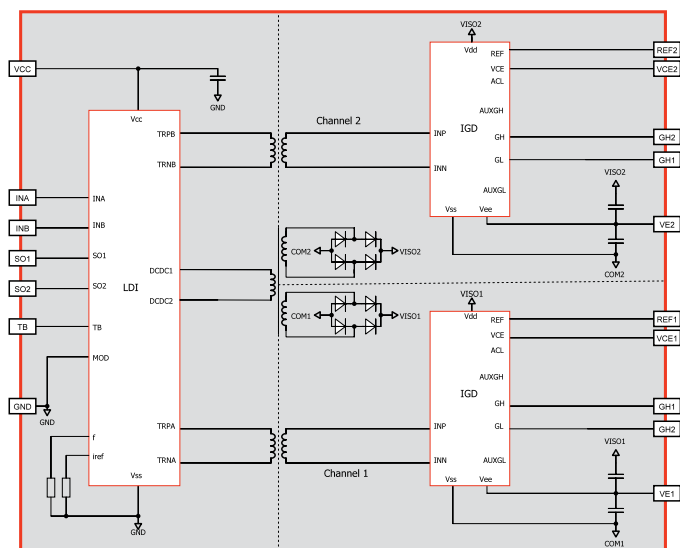 VISO2
Vdd
REF
REF2
VCE
VCE2
ACL
VCC
GND
Vcc
AUXGH
Channel 2
TRPB
INP
IGD
GH
GH2
TRNB
INN
GL
GH1
AUXGL
VISO2
INA
INA
Vss
Vee
VE2
INB
INB
COM2
VISO2
SO1
SO1
COM2
DCDC1
SO2
SO2
LDI
DCDC2
VISO1
COM1
VISO1
Vdd
REF
REF1
TB
TB
VCE
VCE1
ACL
MOD
AUXGH
IGD
GND
GND
GH
GH1
TRPA
INP
GL
GH2
f
VISO1
iref
TRNA
INN
AUXGL
Channel 1
Vss
Vss
Vee
VE1
GND
COM1